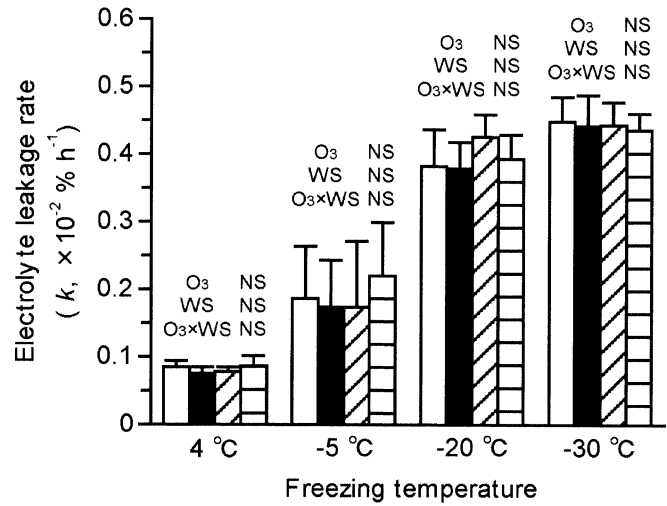 Electrolyte leakage rate
( k, ×10⁻² % h⁻¹ )
0.6
0.5
0.4
0.3
0.2
0.1
0
O₃ NS
WS NS
O₃×WS NS
O₃ NS
WS NS
O₃×WS NS
O₃ NS
WS NS
O₃×WS NS
O₃ NS
WS NS
O₃×WS NS
4 °C
-5 °C
-20 °C
-30 °C
Freezing temperature